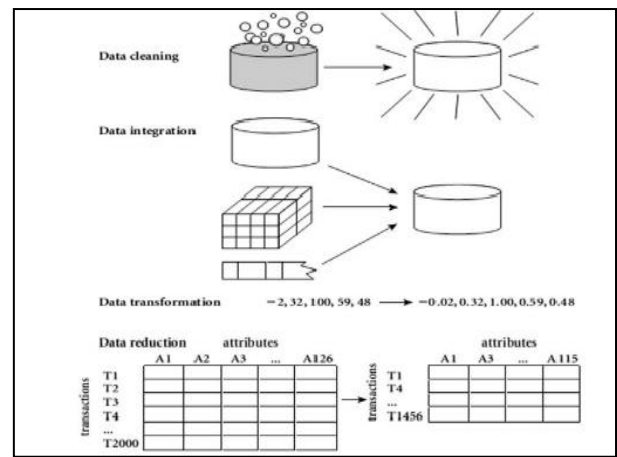 Data cleaning
Data integration
Data transformation −2, 32, 100, 59, 48 −0.02, 0.32, 1.00, 0.59, 0.48
Data reduction attributes attributes
A1 A2 A3 ... A126 A1 A3 ... A115
transactions
T1
T2
T3
T4
...
T2000
transactions
T1
T4
...
T1456